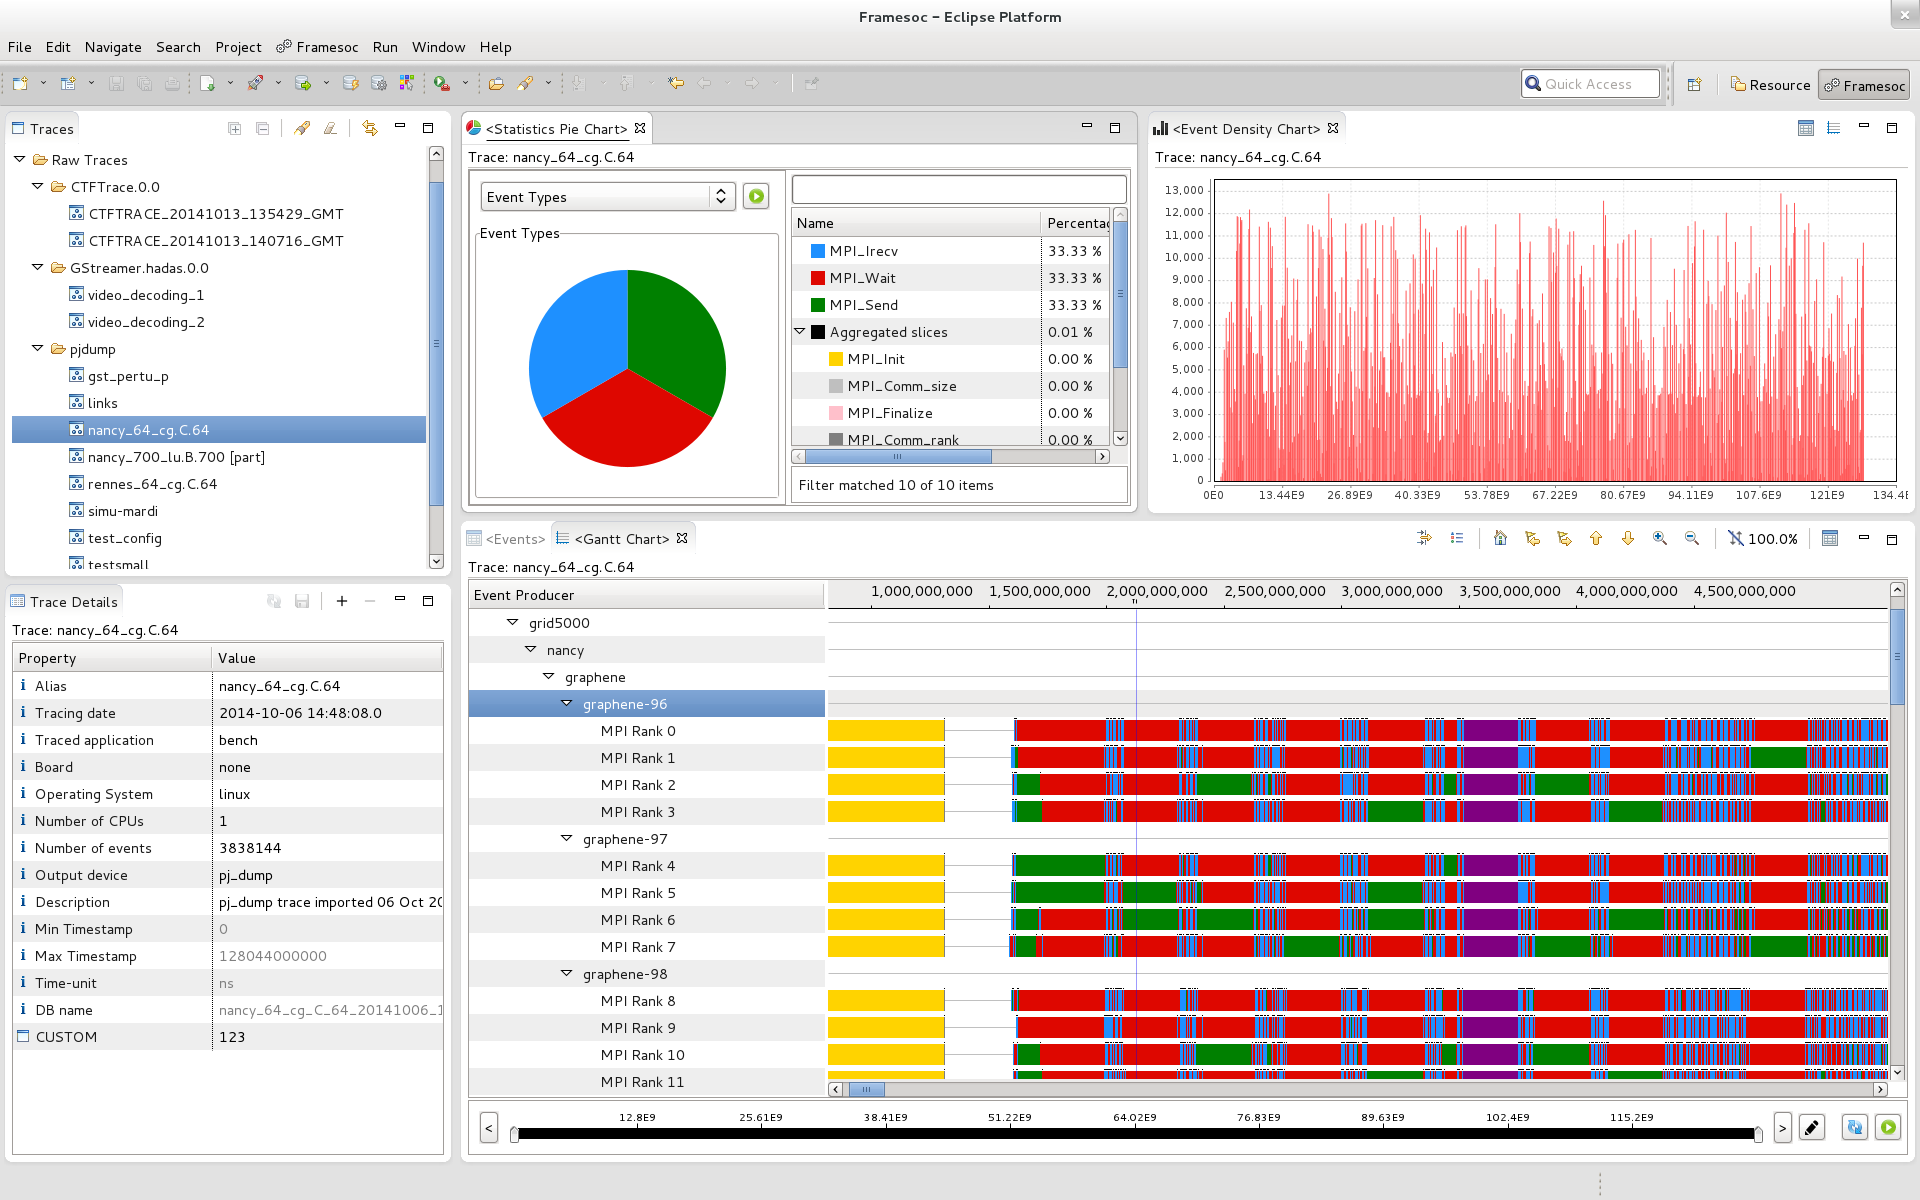 Framesoc - Eclipse Platform
File Edit Navigate Search Project Framesoc Run Window Help
Quick Access
Resource
Framesoc
Traces
Raw Traces
CTFTrace.0.0
CTFTRACE_20141013_135429_GMT
CTFTRACE_20141013_140716_GMT
GStreamer.hadas.0.0
video_decoding_1
video_decoding_2
pjdump
gst_pertu_p
links
nancy_64_cg.C.64
nancy_700_lu.B.700 [part]
rennes_64_cg.C.64
simu-mardi
test_config
testsmall
Trace Details
Trace: nancy_64_cg.C.64
Property Value
Alias nancy_64_cg.C.64
Tracing date 2014-10-06 14:48:08.0
Traced application bench
Board none
Operating System linux
Number of CPUs 1
Number of events 3838144
Output device pj_dump
Description pj_dump trace imported 06 Oct 20
Min Timestamp 0
Max Timestamp 128044000000
Time-unit ns
DB name nancy_64_cg_C_64_20141006_1
CUSTOM 123
<Statistics Pie Chart>
Trace: nancy_64_cg.C.64
Event Types
Event Types
Name Percentag
MPI_Irecv 33.33 %
MPI_Wait 33.33 %
MPI_Send 33.33 %
Aggregated slices 0.01 %
MPI_Init 0.00 %
MPI_Comm_size 0.00 %
MPI_Finalize 0.00 %
MPI_Comm_rank 0.00 %
Filter matched 10 of 10 items
<Event Density Chart>
Trace: nancy_64_cg.C.64
13,000
12,000
11,000
10,000
9,000
8,000
7,000
6,000
5,000
4,000
3,000
2,000
1,000
0
0E0 13.44E9 26.89E9 40.33E9 53.78E9 67.22E9 80.67E9 94.11E9 107.6E9 121E9 134.4E
<Events>
<Gantt Chart>
100.0%
Trace: nancy_64_cg.C.64
Event Producer
1,000,000,000 1,500,000,000 2,000,000,000 2,500,000,000 3,000,000,000 3,500,000,000 4,000,000,000 4,500,000,000
grid5000
nancy
graphene
graphene-96
MPI Rank 0
MPI Rank 1
MPI Rank 2
MPI Rank 3
graphene-97
MPI Rank 4
MPI Rank 5
MPI Rank 6
MPI Rank 7
graphene-98
MPI Rank 8
MPI Rank 9
MPI Rank 10
MPI Rank 11
< 12.8E9 25.61E9 38.41E9 51.22E9 64.02E9 76.83E9 89.63E9 102.4E9 115.2E9 >